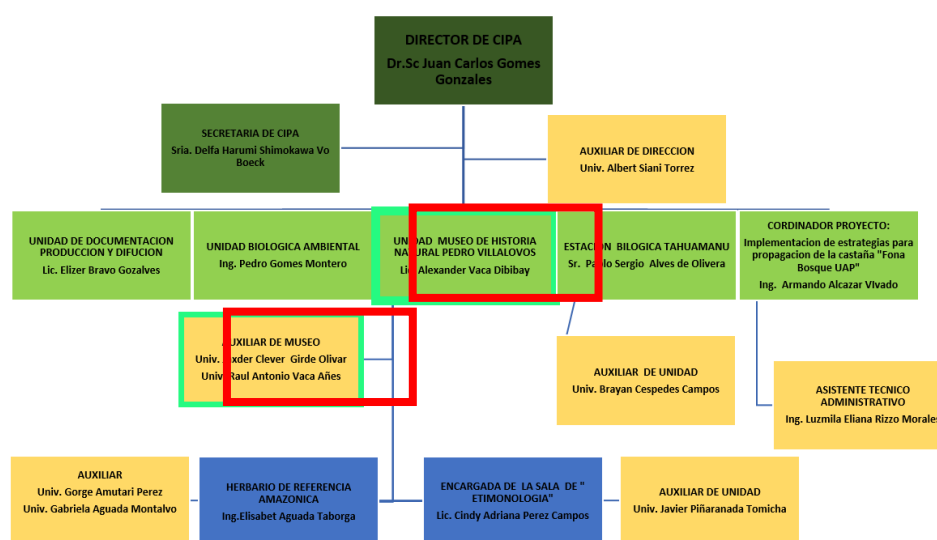 DIRECTOR DE CIPA
Dr.Sc Juan Carlos Gomes
Gonzales
SECRETARIA DE CIPA
Sria. Delfa Harumi Shimokawa Vo
Boeck
AUXILIAR DE DIRECCION
Univ. Albert Siani Torrez
UNIDAD DE DOCUMENTACION
PRODUCCION Y DIFUCION
Lic. Elizer Bravo Gozalves
UNIDAD BIOLOGICA AMBIENTAL
Ing. Pedro Gomes Montero
MUSEO DE HISTORIA
NATURAL PEDRO VILLALOVOS
Alexander Vaca Dibibay
ESTACION BILOGICA TAHUAMANU
Sr. Pablo Sergio Alves de Olivera
CORDINADOR PROYECTO:
Implementacion de estrategias para
propagacion de la castaña "Fona
Bosque UAP"
Ing. Armando Alcazar VIvado
AUXILIAR DE MUSEO
Univ. Clever Girde Olivar
Univ. Raul Antonio Vaca Añes
AUXILIAR DE UNIDAD
Univ. Brayan Cespedes Campos
ASISTENTE TECNICO
ADMINISTRATIVO
Ing. Luzmila Eliana Rizzo Morales
AUXILIAR
Univ. Gorge Amutari Perez
Univ. Gabriela Aguada Montalvo
HERBARIO DE REFERENCIA
AMAZONICA
Ing.Elisabet Aguada Taborga
ENCARGADA DE LA SALA DE "
ETIMONOLOGIA"
Lic. Cindy Adriana Perez Campos
AUXILIAR DE UNIDAD
Univ. Javier Piñaranada Tomicha